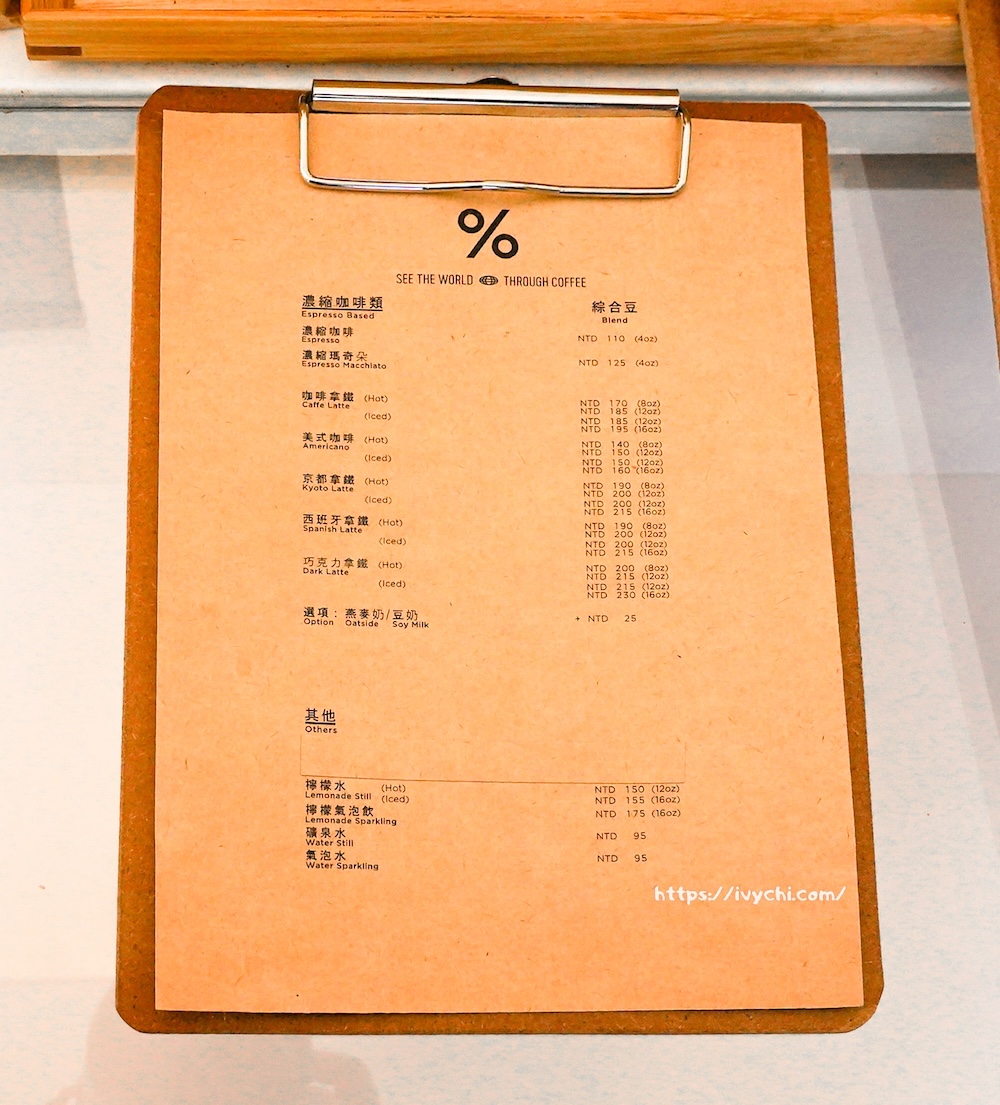 %
SEE THE WORLD THROUGH COFFEE
濃縮咖啡類 綜合豆
Espresso Based Blend
濃縮咖啡
Espresso NTD 110 (4oz)
濃縮瑪奇朵
Espresso Macchiato NTD 125 (4oz)
咖啡拿鐵 (Hot) NTD 170 (8oz)
Caffe Latte NTD 185 (12oz)
(Iced) NTD 185 (12oz)
NTD 195 (16oz)
美式咖啡 (Hot) NTD 140 (8oz)
Americano NTD 150 (12oz)
(Iced) NTD 150 (12oz)
NTD 160 (16oz)
京都拿鐵 (Hot) NTD 190 (8oz)
Kyoto Latte NTD 200 (12oz)
(Iced) NTD 200 (12oz)
NTD 215 (16oz)
西班牙拿鐵 (Hot) NTD 190 (8oz)
Spanish Latte NTD 200 (12oz)
(Iced) NTD 200 (12oz)
NTD 215 (16oz)
巧克力拿鐵 (Hot) NTD 200 (8oz)
Dark Latte NTD 215 (12oz)
(Iced) NTD 215 (12oz)
NTD 230 (16oz)
選項: 燕麥奶/豆奶 + NTD 25
Option Oatside Soy Milk
其他
Others
檸檬水 (Hot) NTD 150 (12oz)
Lemonade Still (Iced) NTD 155 (16oz)
檸檬氣泡飲 NTD 175 (16oz)
Lemonade Sparkling
礦泉水 NTD 95
Water Still
氣泡水 NTD 95
Water Sparkling
https://ivychi.com/